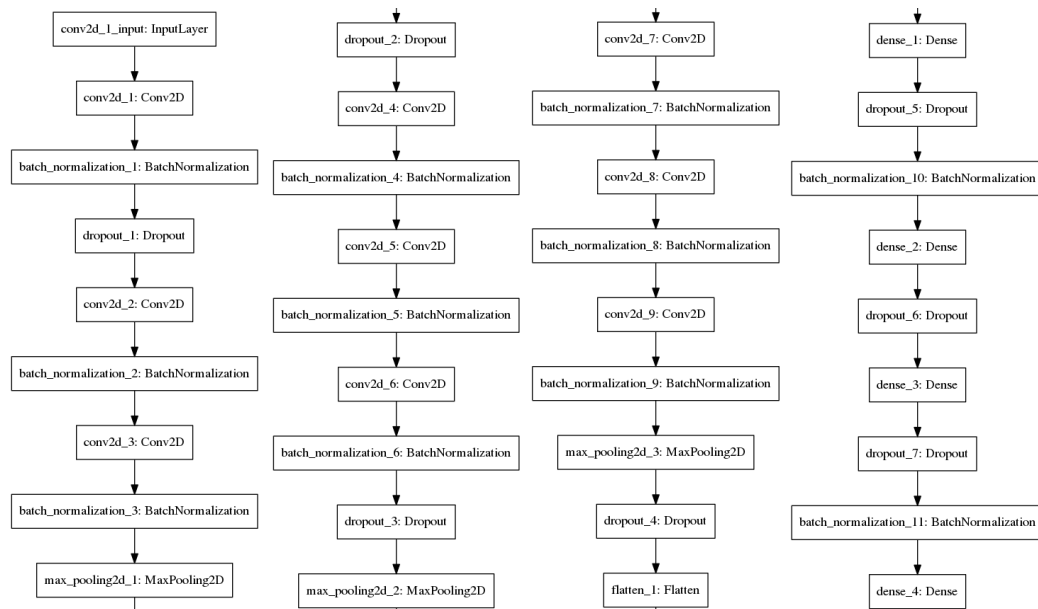 conv2d_1_input: InputLayer
conv2d_1: Conv2D
batch_normalization_1: BatchNormalization
dropout_1: Dropout
conv2d_2: Conv2D
batch_normalization_2: BatchNormalization
conv2d_3: Conv2D
batch_normalization_3: BatchNormalization
max_pooling2d_1: MaxPooling2D
dropout_2: Dropout
conv2d_4: Conv2D
batch_normalization_4: BatchNormalization
conv2d_5: Conv2D
batch_normalization_5: BatchNormalization
conv2d_6: Conv2D
batch_normalization_6: BatchNormalization
dropout_3: Dropout
max_pooling2d_2: MaxPooling2D
conv2d_7: Conv2D
batch_normalization_7: BatchNormalization
conv2d_8: Conv2D
batch_normalization_8: BatchNormalization
conv2d_9: Conv2D
batch_normalization_9: BatchNormalization
max_pooling2d_3: MaxPooling2D
dropout_4: Dropout
flatten_1: Flatten
dense_1: Dense
dropout_5: Dropout
batch_normalization_10: BatchNormalization
dense_2: Dense
dropout_6: Dropout
dense_3: Dense
dropout_7: Dropout
batch_normalization_11: BatchNormalization
dense_4: Dense